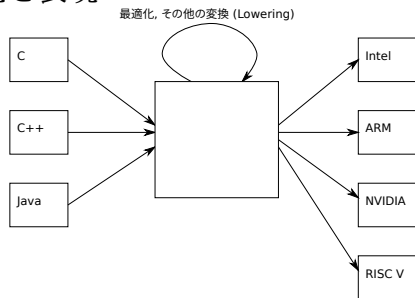 最適化, その他の変換 (Lowering)
C
Intel
C++
ARM
Java
NVIDIA
RISC V